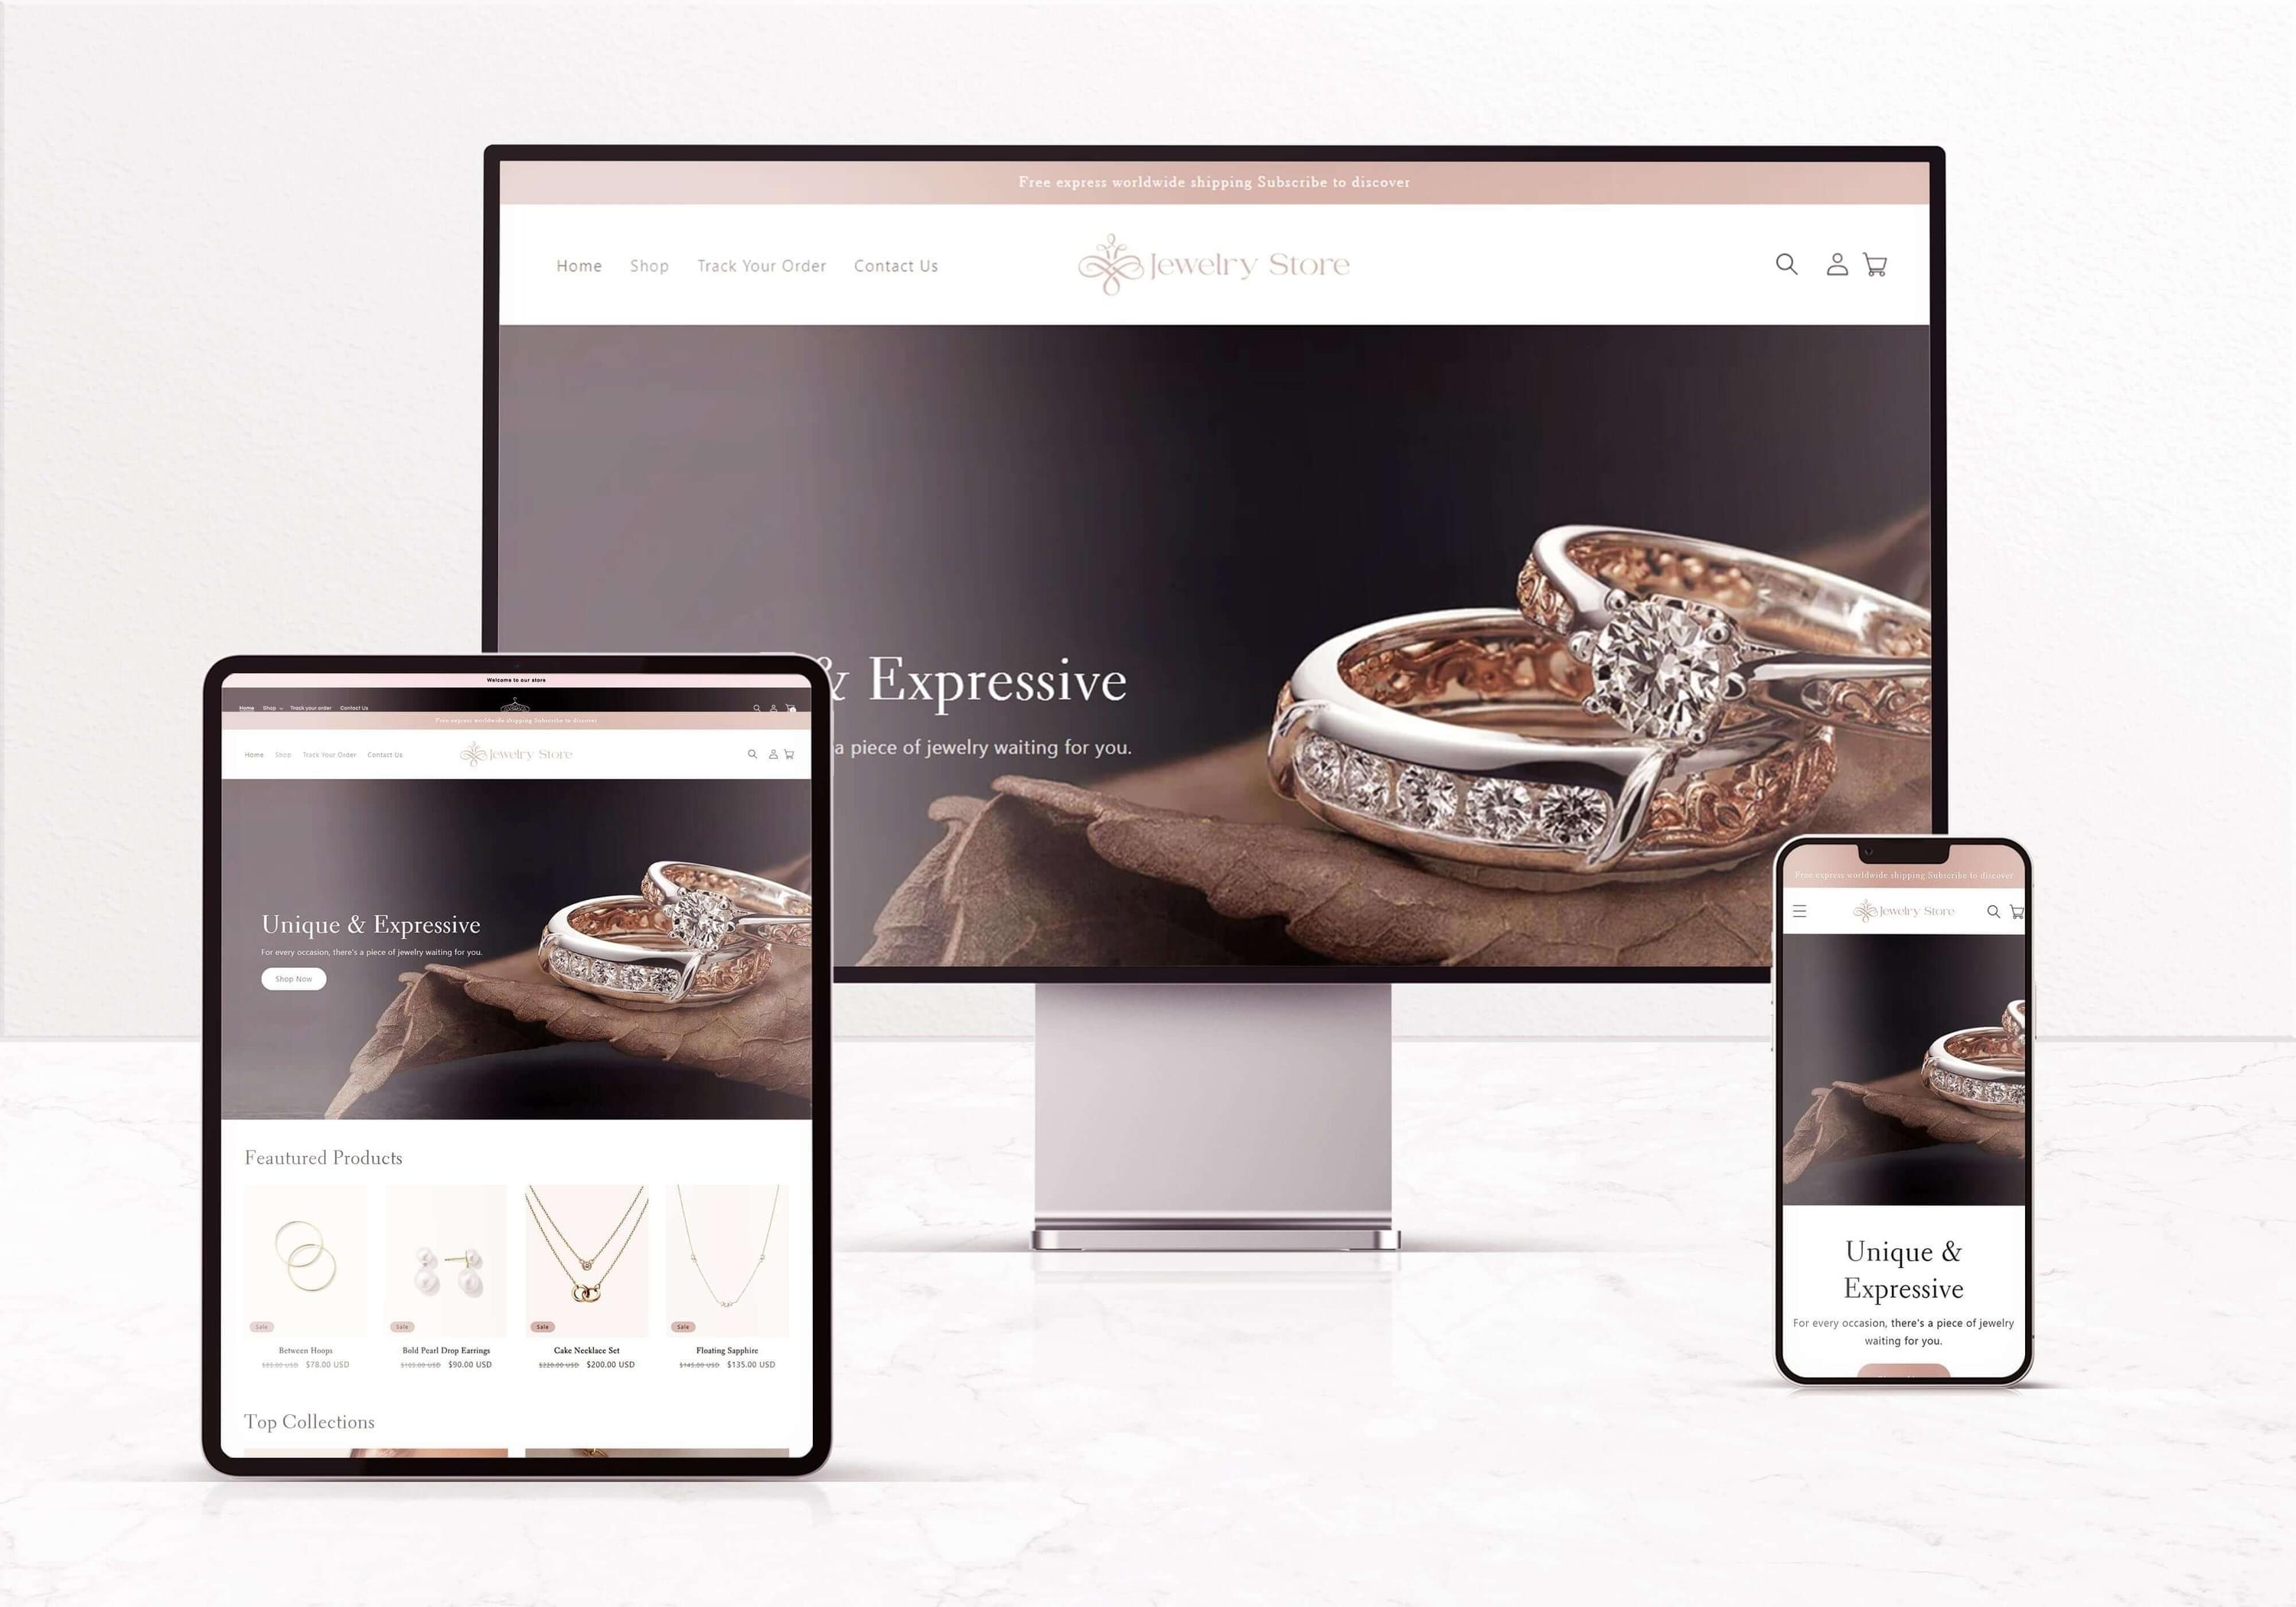 Free express worldwide shipping Subscribe to discover
Home Shop Track Your Order Contact Us
Jewelry Store
& Expressive
a piece of jewelry waiting for you.
Welcome to our store
Home Shop Track your order Contact Us
Free express worldwide shipping Subscribe to discover
Home Shop Track Your Order Contact Us
Jewelry Store
Unique & Expressive
For every occasion, there's a piece of jewelry waiting for you.
Shop Now
Feautured Products
Sale Sale Sale Sale
Between Hoops Bold Pearl Drop Earrings Cake Necklace Set Floating Sapphire
$78.00 USD $90.00 USD $220.00 USD $200.00 USD $145.00 USD $135.00 USD
Top Collections
Free express worldwide shipping Subscribe to discover
Jewelry Store
Unique &
Expressive
For every occasion, there's a piece of jewelry
waiting for you.